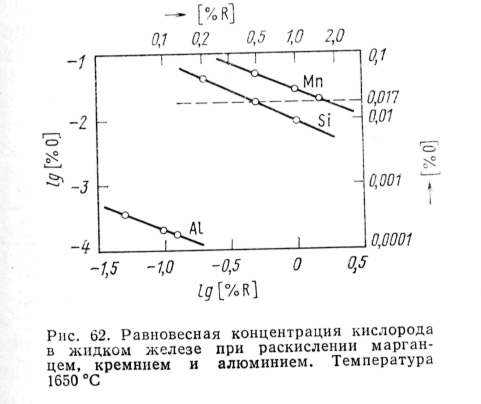 → [% R]
0,1 0,2 0,5 1,0 2,0
-1 0,1
Mn
0,017
0,01
Si
-2
lg [% O]
→ [% O]
-3 0,001
Al
-4 0,0001
-1,5 -1,0 -0,5 0 0,5
lg [% R]
Рис. 62. Равновесная концентрация кислорода
в жидком железе при раскислении марган-
цем, кремнием и алюминием. Температура
1650 °С